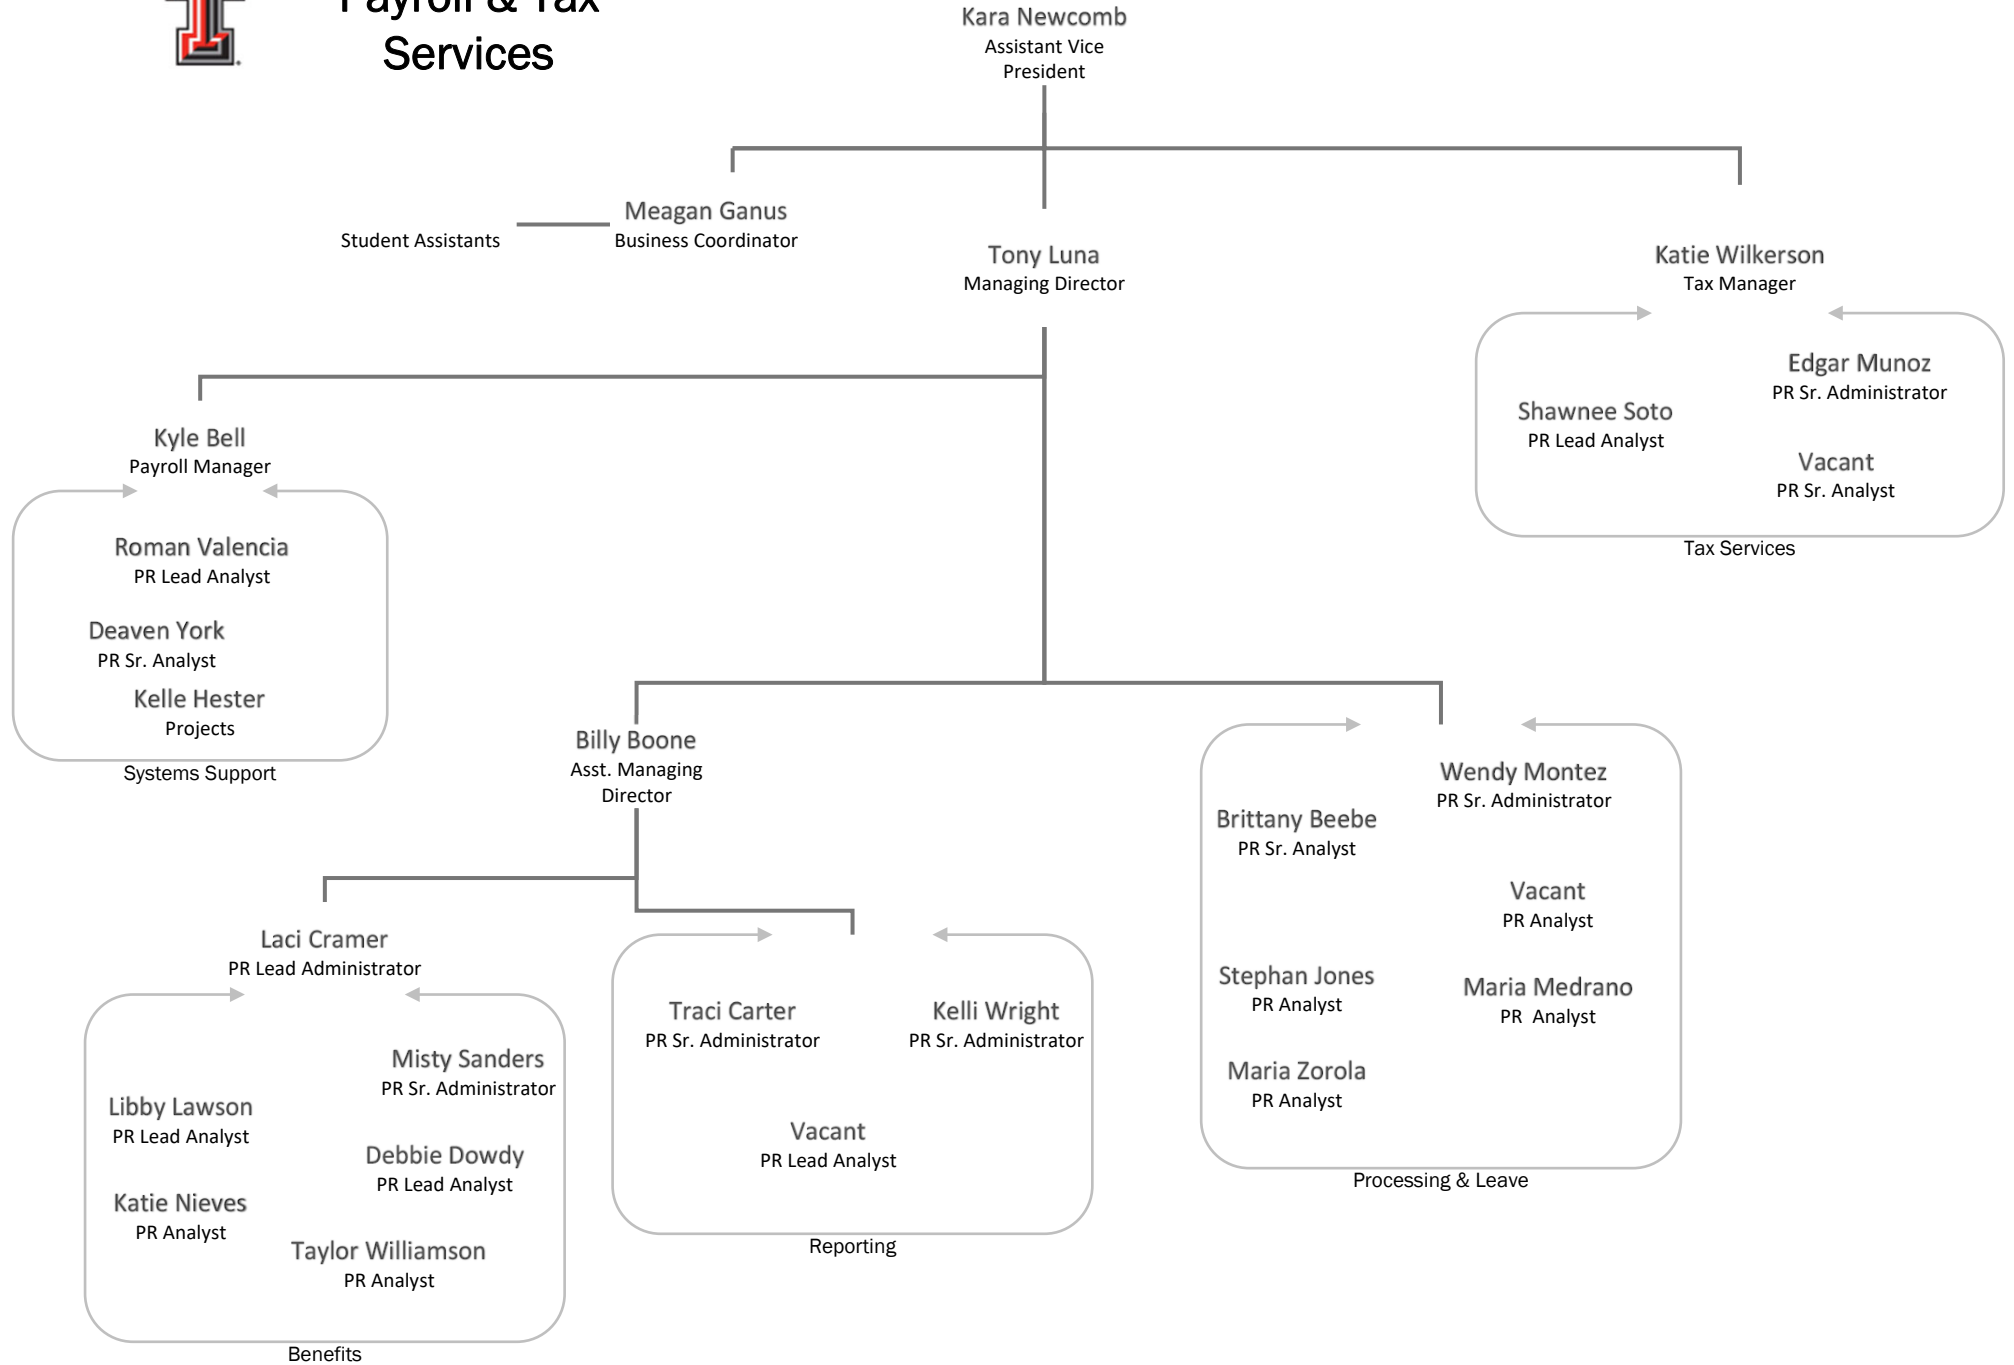 Payroll & Tax
Services
Kara Newcomb
Assistant Vice
President
Student Assistants
Meagan Ganus
Business Coordinator
Tony Luna
Managing Director
Katie Wilkerson
Tax Manager
Shawnee Soto
PR Lead Analyst
Edgar Munoz
PR Sr. Administrator
Vacant
PR Sr. Analyst
Tax Services
Kyle Bell
Payroll Manager
Roman Valencia
PR Lead Analyst
Deaven York
PR Sr. Analyst
Kelle Hester
Projects
Systems Support
Billy Boone
Asst. Managing
Director
Laci Cramer
PR Lead Administrator
Misty Sanders
PR Sr. Administrator
Libby Lawson
PR Lead Analyst
Debbie Dowdy
PR Lead Analyst
Katie Nieves
PR Analyst
Taylor Williamson
PR Analyst
Benefits
Traci Carter
PR Sr. Administrator
Kelli Wright
PR Sr. Administrator
Vacant
PR Lead Analyst
Reporting
Wendy Montez
PR Sr. Administrator
Brittany Beebe
PR Sr. Analyst
Vacant
PR Analyst
Stephan Jones
PR Analyst
Maria Medrano
PR  Analyst
Maria Zorola
PR Analyst
Processing & Leave